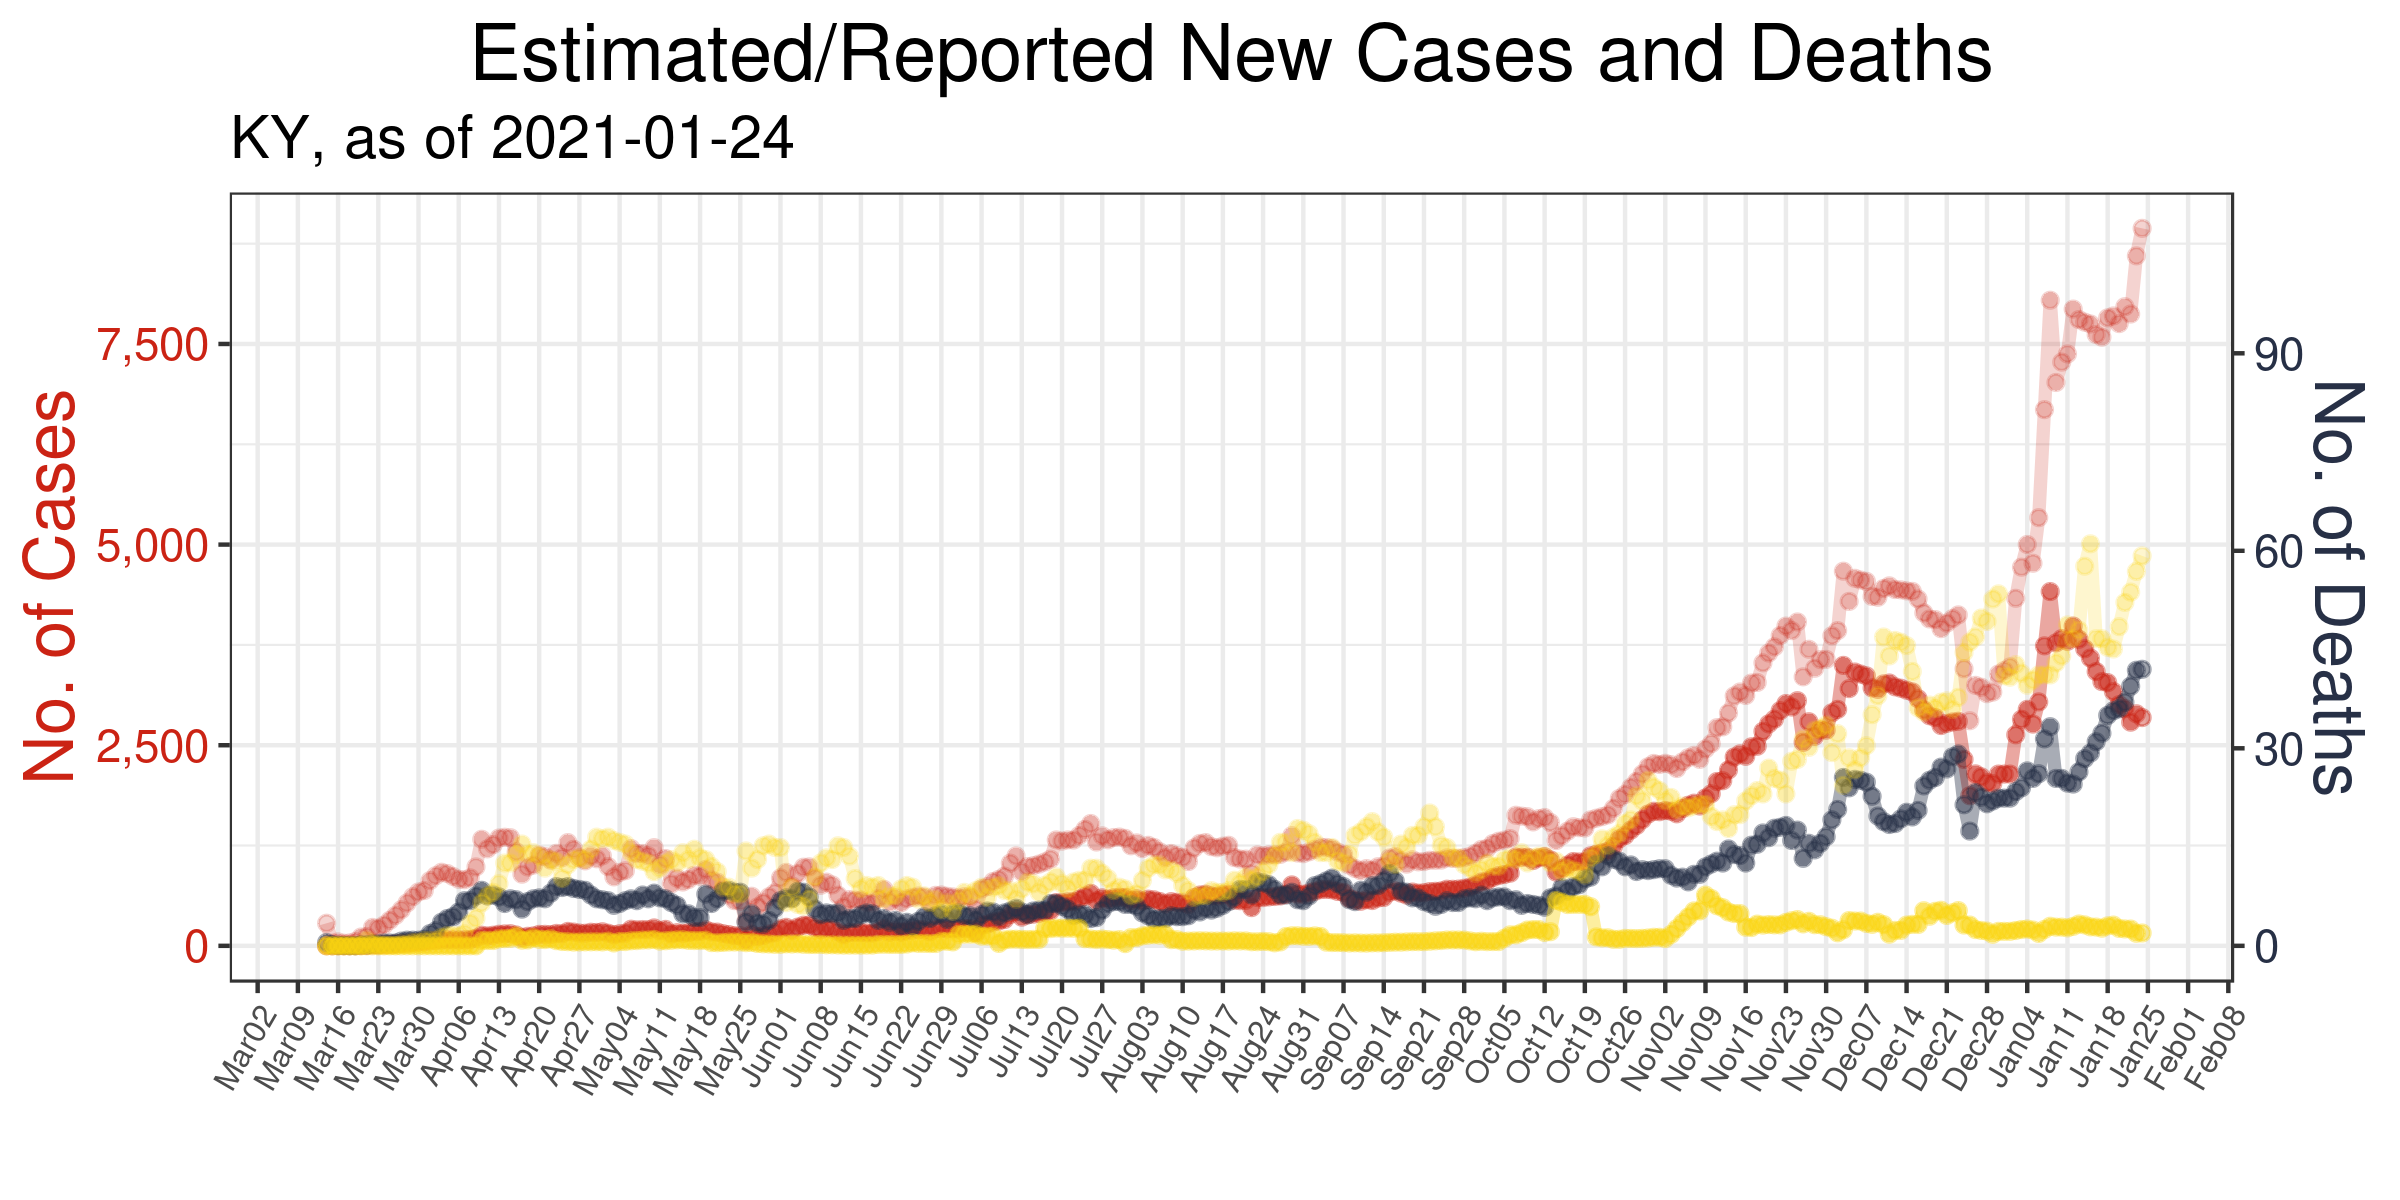 Estimated/Reported New Cases and Deaths
KY, as of 2021-01-24
No. of Cases
7,500
5,000
2,500
0
90
60
30
0
No. of Deaths
Mar02
Mar09
Mar16
Mar23
Mar30
Apr06
Apr13
Apr20
Apr27
May04
May11
May18
May25
Jun01
Jun08
Jun15
Jun22
Jun29
Jul06
Jul13
Jul20
Jul27
Aug03
Aug10
Aug17
Aug24
Aug31
Sep07
Sep14
Sep21
Sep28
Oct05
Oct12
Oct19
Oct26
Nov02
Nov09
Nov16
Nov23
Nov30
Dec07
Dec14
Dec21
Dec28
Jan04
Jan11
Jan18
Jan25
Feb01
Feb08